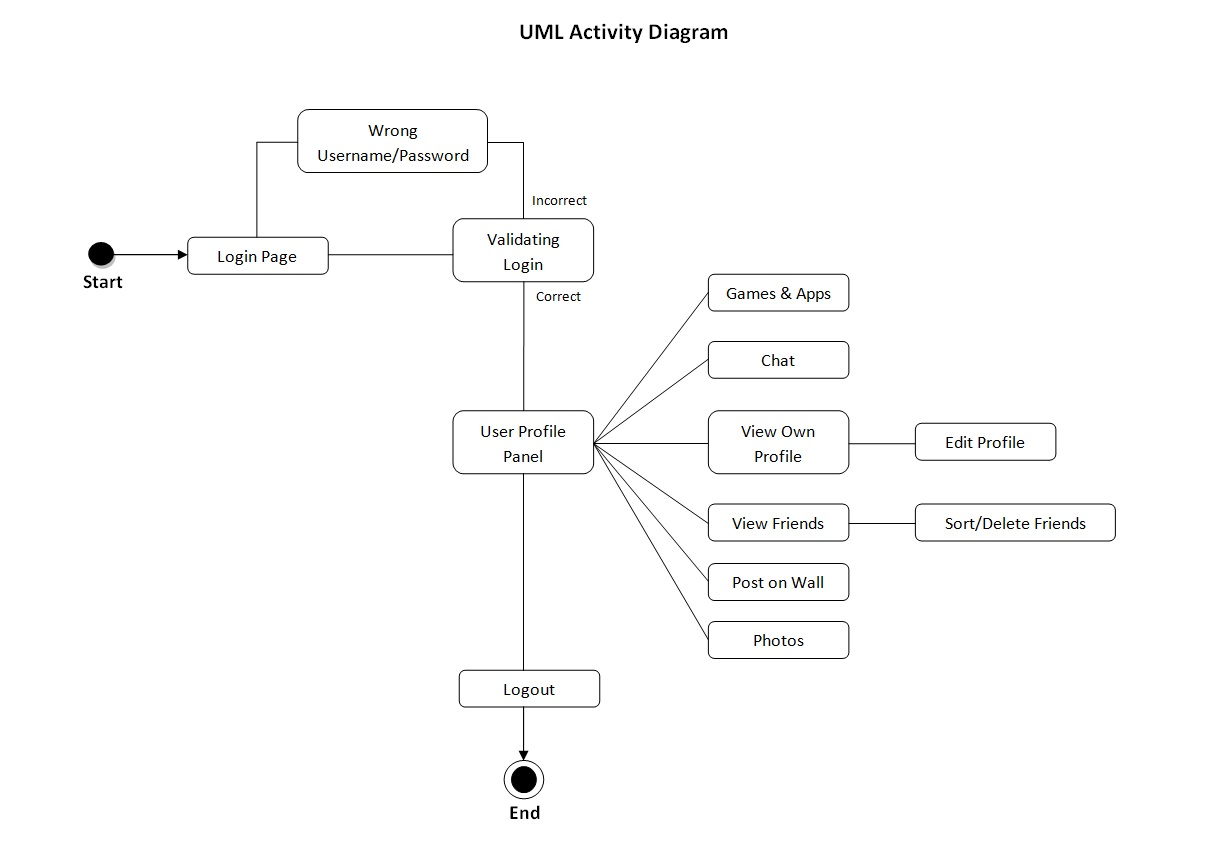 UML Activity Diagram
Wrong
Username/Password
Incorrect
Validating
Login
Login Page
Start
Correct
Games & Apps
Chat
User Profile
Panel
View Own
Profile
Edit Profile
View Friends
Sort/Delete Friends
Post on Wall
Photos
Logout
End